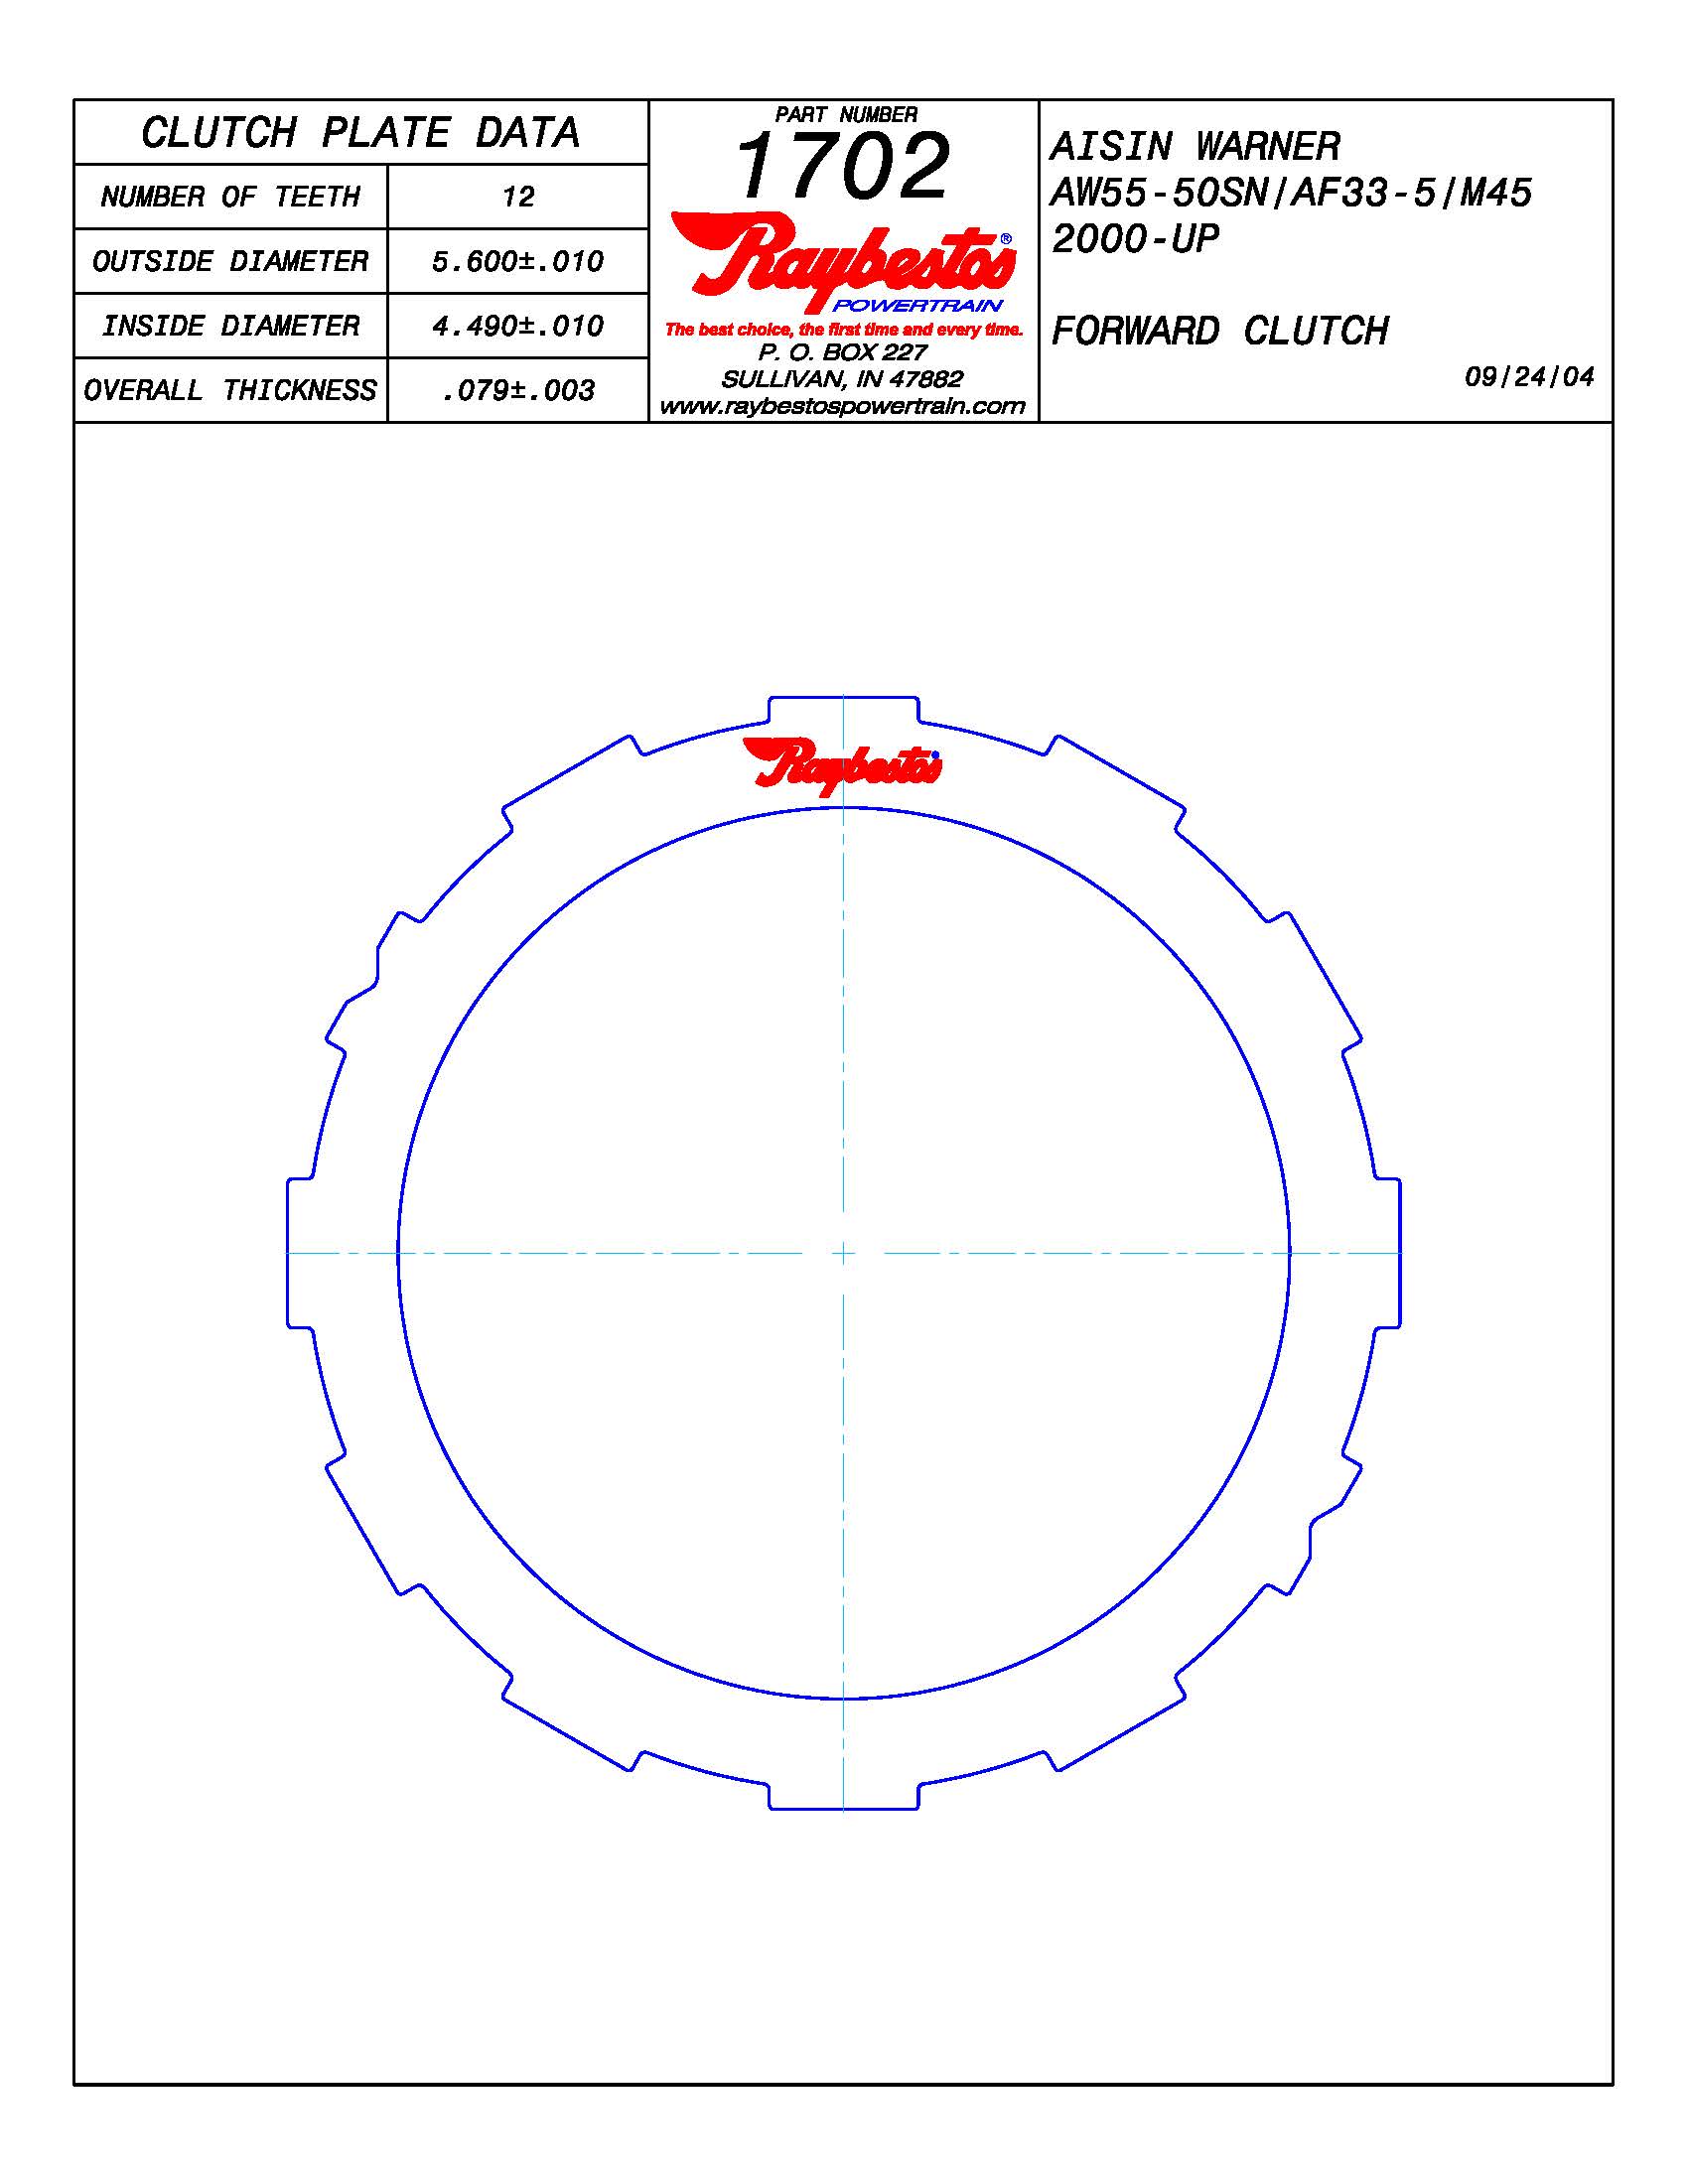 CLUTCH PLATE DATA
NUMBER OF TEETH 12
OUTSIDE DIAMETER 5.600±.010
INSIDE DIAMETER 4.490±.010
OVERALL THICKNESS .079±.003
PART NUMBER
1702
Raybestos®
POWERTRAIN
The best choice, the first time and every time.
P. O. BOX 227
SULLIVAN, IN 47882
www.raybestospowertrain.com
AISIN WARNER
AW55-50SN/AF33-5/M45
2000-UP
FORWARD CLUTCH
09/24/04
Raybestos